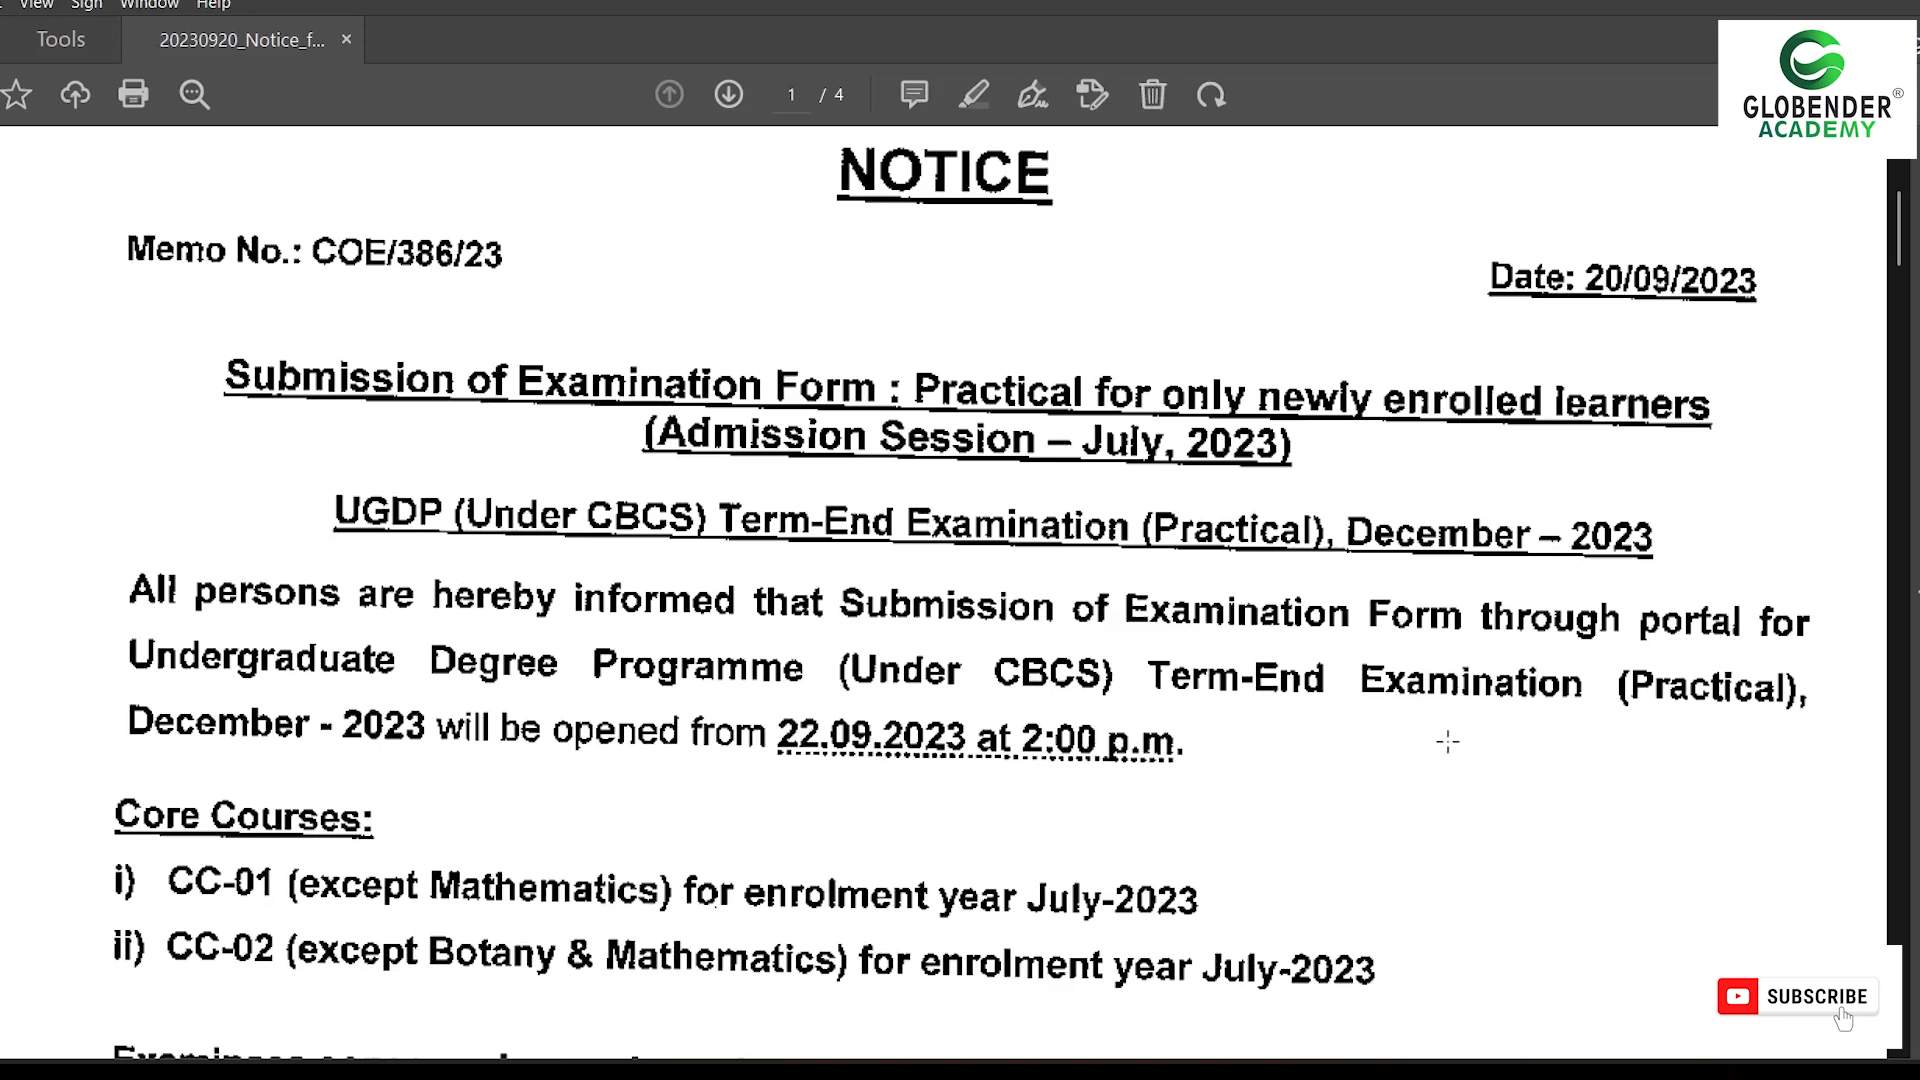 View Sign Window Help
Tools 20230920_Notice_f... ×
1 / 4
GLOBENDER®
ACADEMY
NOTICE
Memo No.: COE/386/23
Date: 20/09/2023
Submission of Examination Form : Practical for only newly enrolled learners
(Admission Session – July, 2023)
UGDP (Under CBCS) Term-End Examination (Practical), December – 2023
All persons are hereby informed that Submission of Examination Form through portal for
Undergraduate Degree Programme (Under CBCS) Term-End Examination (Practical),
December - 2023 will be opened from 22.09.2023 at 2:00 p.m.
Core Courses:
i) CC-01 (except Mathematics) for enrolment year July-2023
ii) CC-02 (except Botany & Mathematics) for enrolment year July-2023
SUBSCRIBE